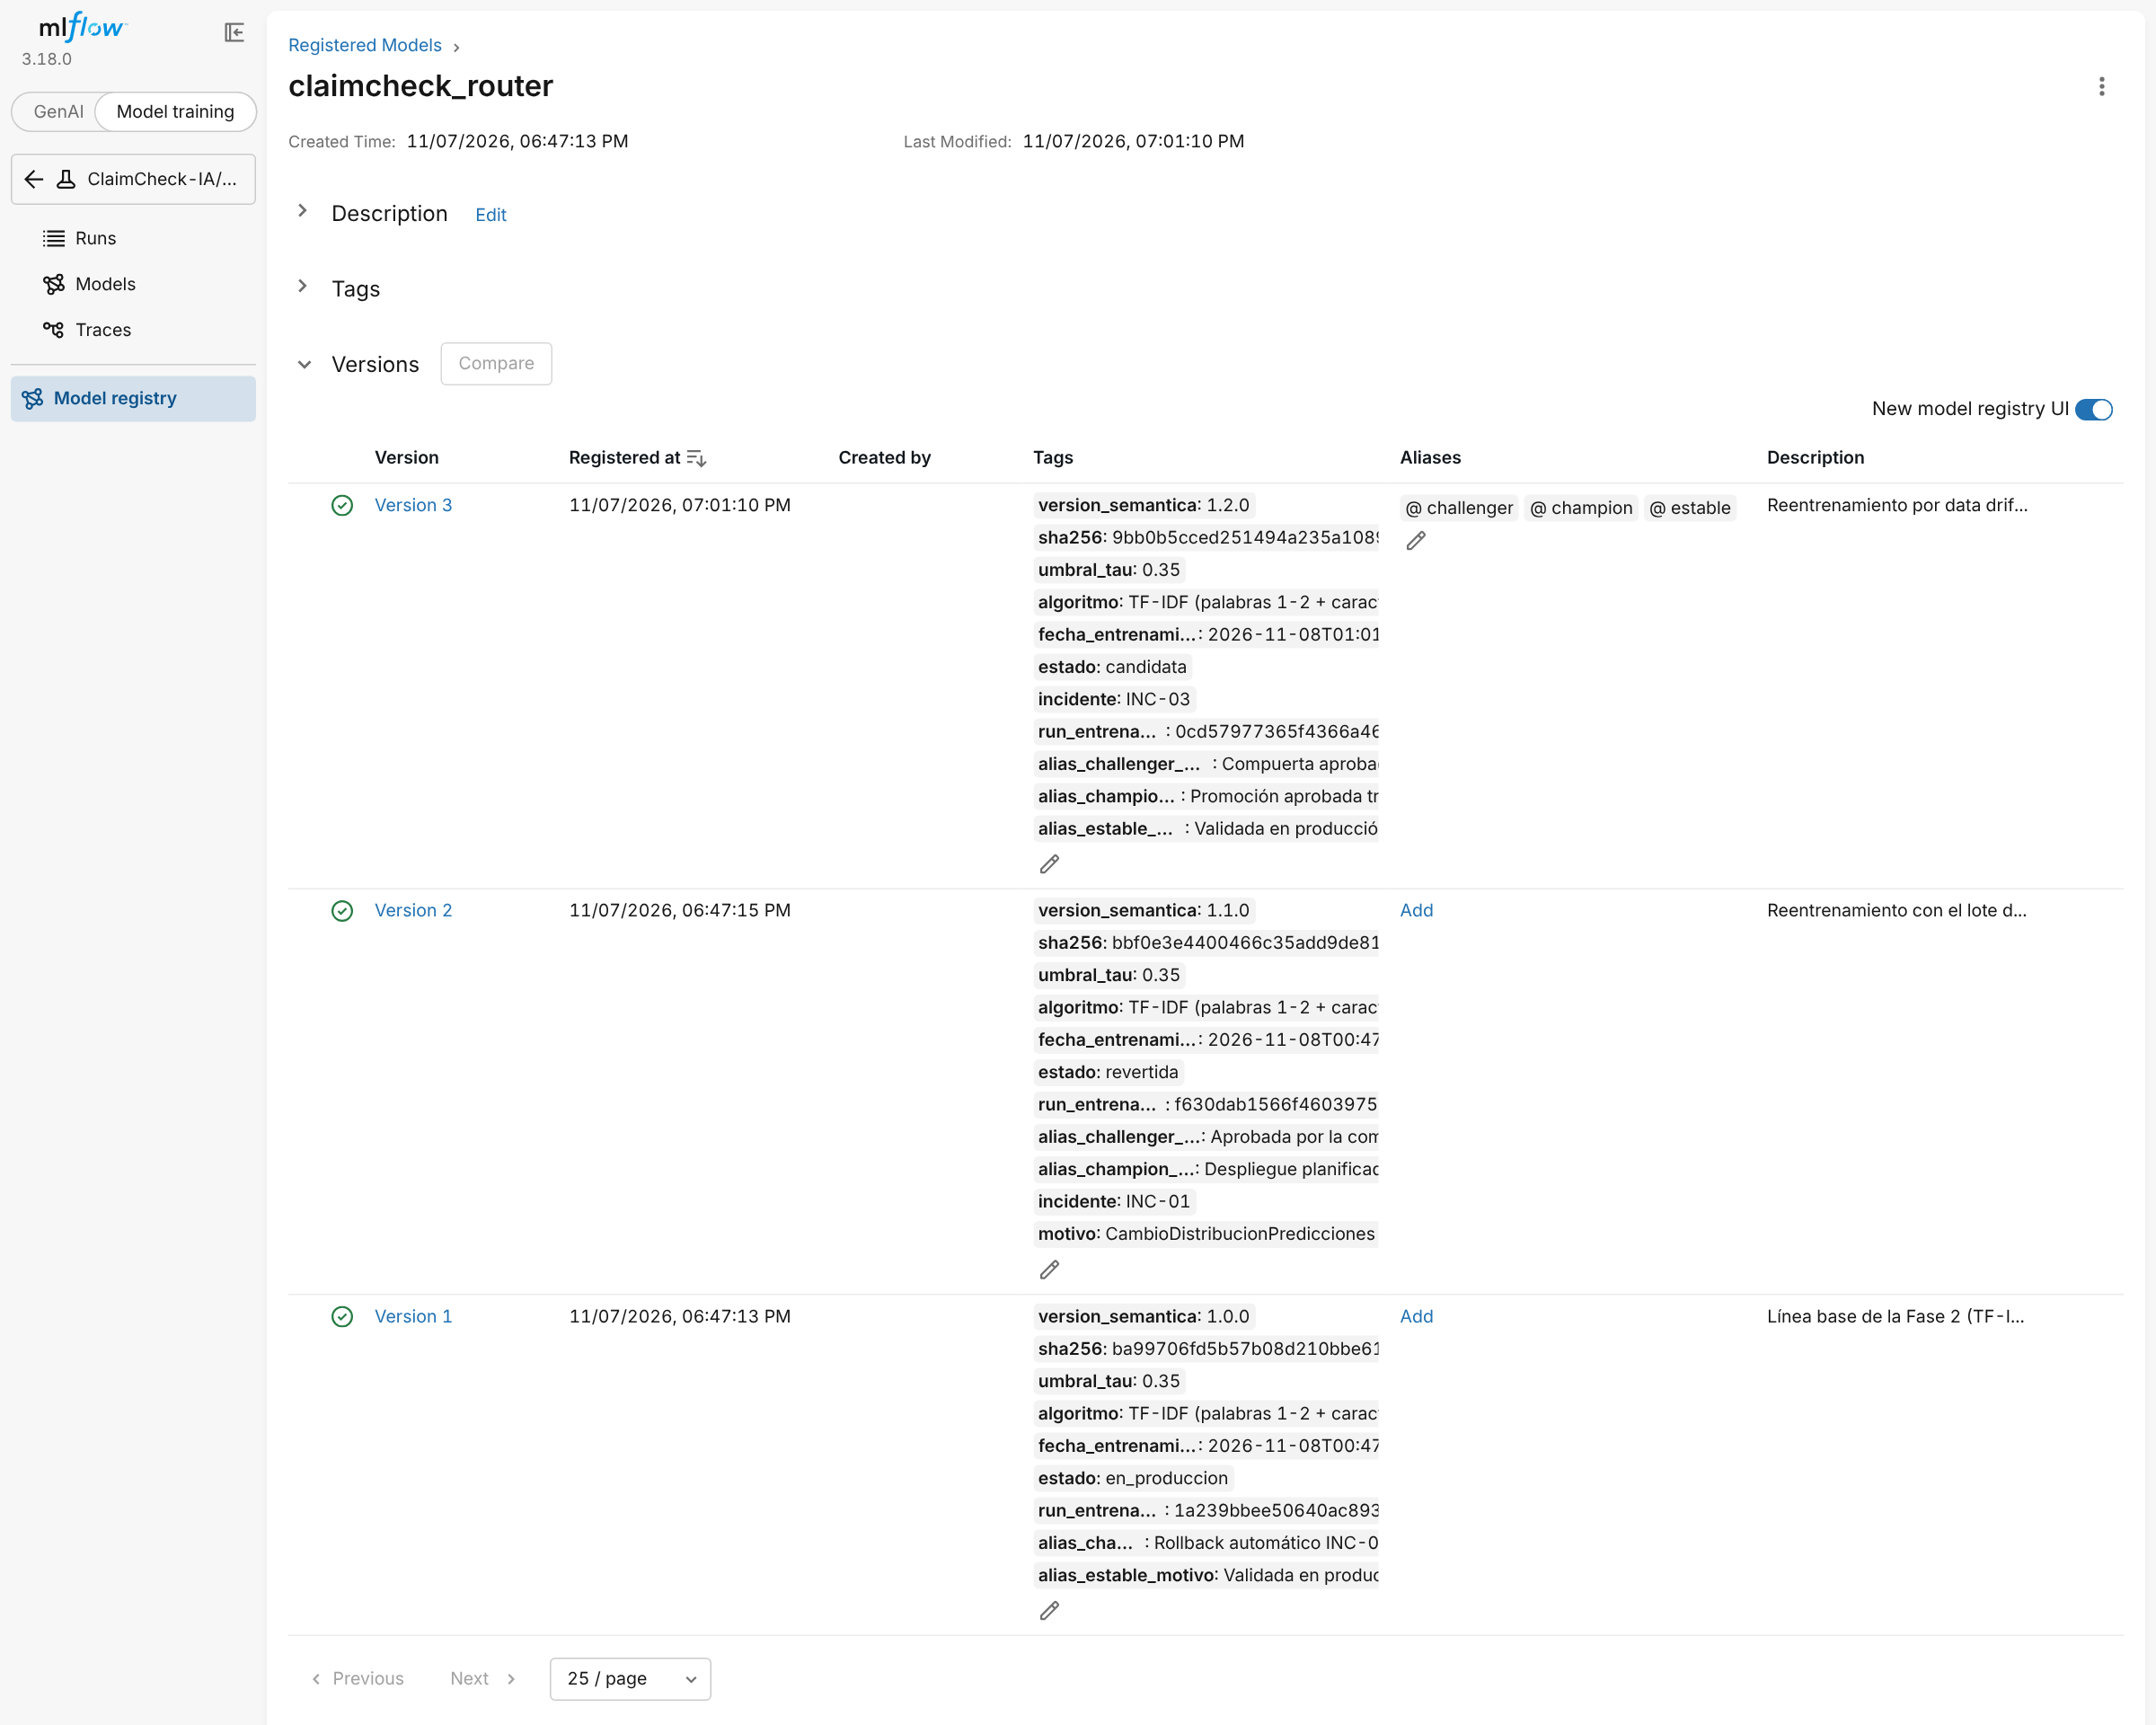 mlflow
3.18.0
GenAI Model training
ClaimCheck-IA/...
Runs
Models
Traces
Model registry
Registered Models
claimcheck_router
Created Time: 11/07/2026, 06:47:13 PM Last Modified: 11/07/2026, 07:01:10 PM
Description Edit
Tags
Versions Compare
New model registry UI
Version Registered at Created by Tags Aliases Description
Version 3 11/07/2026, 07:01:10 PM version_semantica: 1.2.0 @ challenger @ champion @ estable Reentrenamiento por data drif...
sha256: 9bb0b5cced251494a235a1089
umbral_tau: 0.35
algoritmo: TF-IDF (palabras 1-2 + carac
fecha_entrenami...: 2026-11-08T01:01
estado: candidata
incidente: INC-03
run_entrena... : 0cd57977365f4366a46
alias_challenger_... : Compuerta aproba
alias_champio... : Promoción aprobada tr
alias_estable_... : Validada en producció
Version 2 11/07/2026, 06:47:15 PM version_semantica: 1.1.0 Add Reentrenamiento con el lote d...
sha256: bbf0e3e4400466c35add9de81
umbral_tau: 0.35
algoritmo: TF-IDF (palabras 1-2 + carac
fecha_entrenami...: 2026-11-08T00:47
estado: revertida
run_entrena... : f630dab1566f4603975
alias_challenger_...: Aprobada por la com
alias_champion_...: Despliegue planificad
incidente: INC-01
motivo: CambioDistribucionPredicciones
Version 1 11/07/2026, 06:47:13 PM version_semantica: 1.0.0 Add Línea base de la Fase 2 (TF-I...
sha256: ba99706fd5b57b08d210bbe61
umbral_tau: 0.35
algoritmo: TF-IDF (palabras 1-2 + carac
fecha_entrenami...: 2026-11-08T00:47
estado: en_produccion
run_entrena... : 1a239bbee50640ac893
alias_cha... : Rollback automático INC-0
alias_estable_motivo: Validada en produc
Previous Next 25 / page